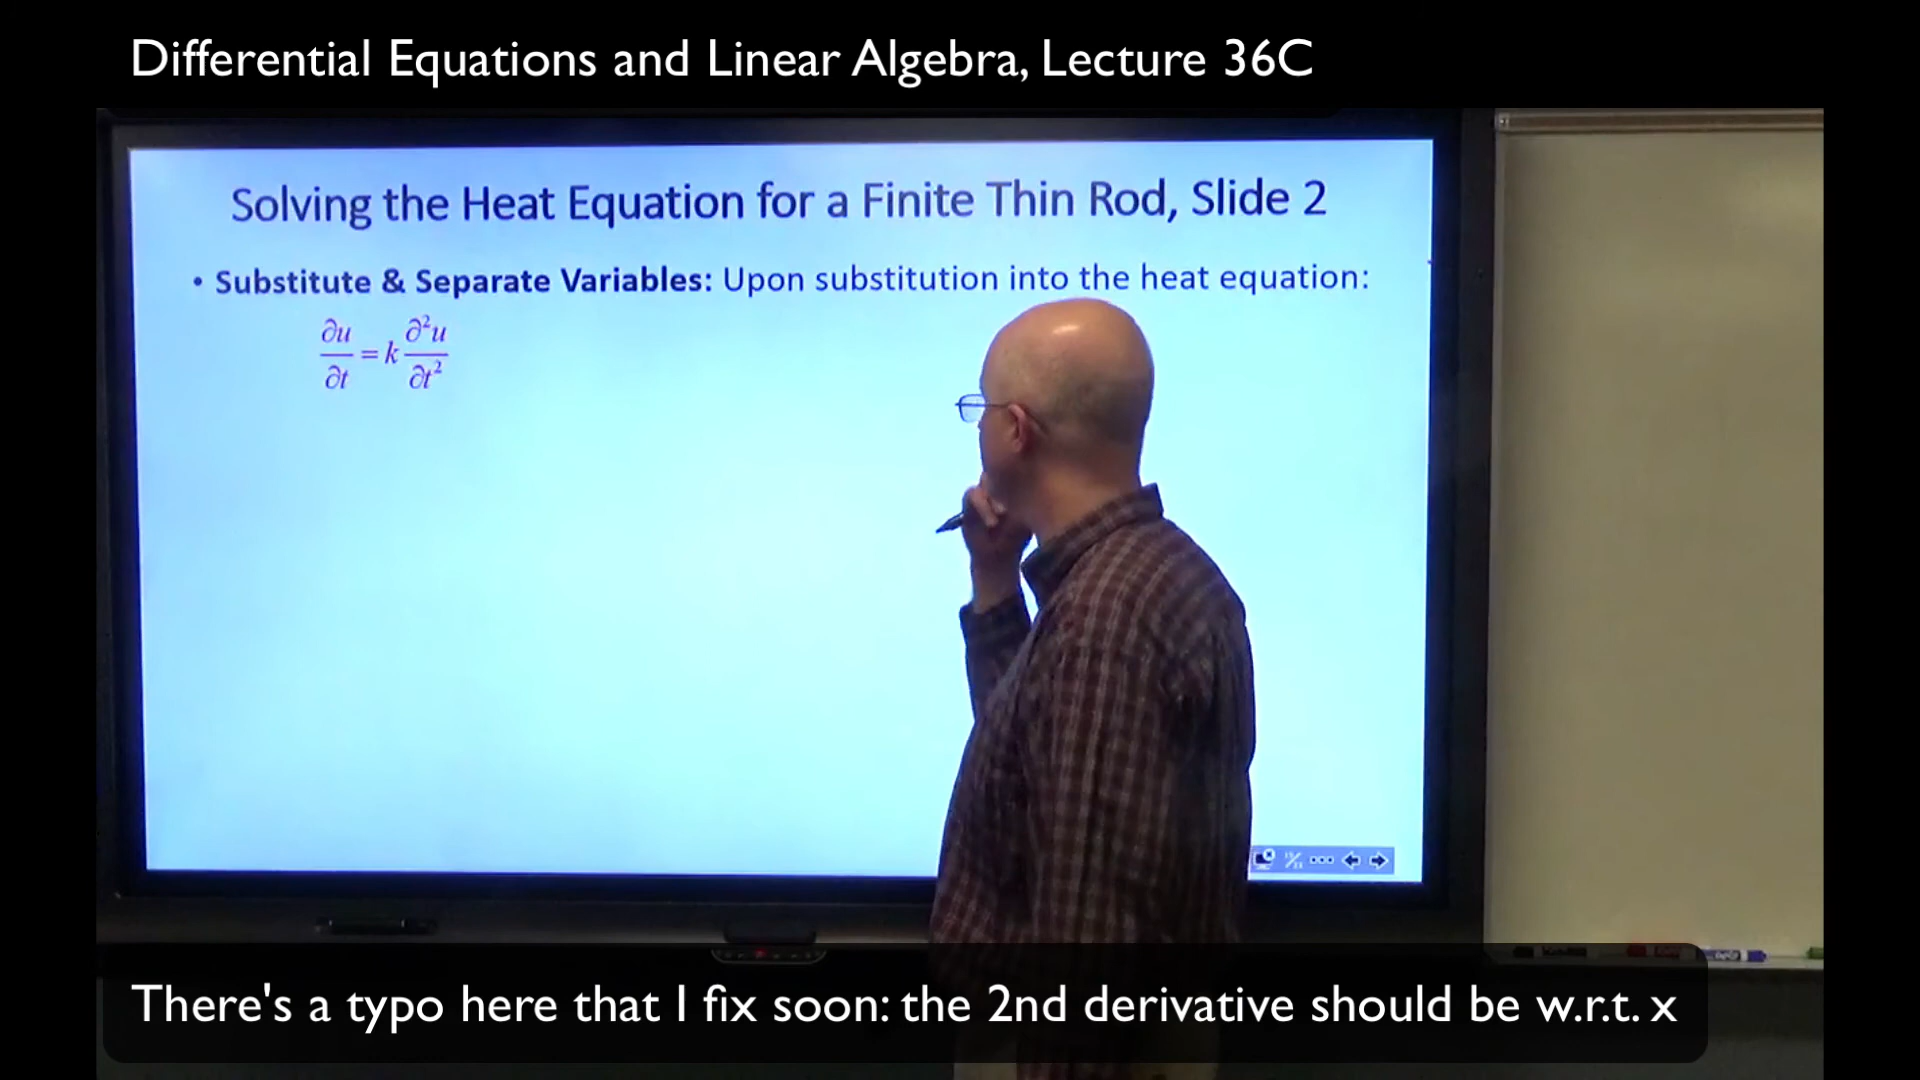 Differential Equations and Linear Algebra, Lecture 36C
Solving the Heat Equation for a Finite Thin Rod, Slide 2
• Substitute & Separate Variables: Upon substitution into the heat equation:
∂u/∂t = k ∂²u/∂t²
There's a typo here that I fix soon: the 2nd derivative should be w.r.t. x